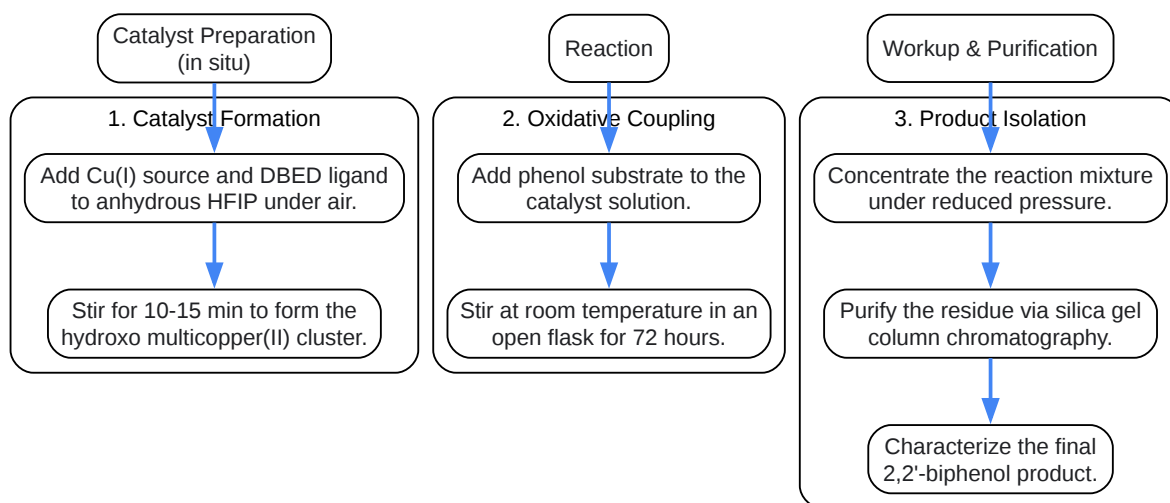 Catalyst Preparation
(in situ)
1. Catalyst Formation
Add Cu(I) source and DBED ligand
to anhydrous HFIP under air.
Stir for 10-15 min to form the
hydroxo multicopper(II) cluster.
Reaction
2. Oxidative Coupling
Add phenol substrate to the
catalyst solution.
Stir at room temperature in an
open flask for 72 hours.
Workup & Purification
3. Product Isolation
Concentrate the reaction mixture
under reduced pressure.
Purify the residue via silica gel
column chromatography.
Characterize the final
2,2'-biphenol product.